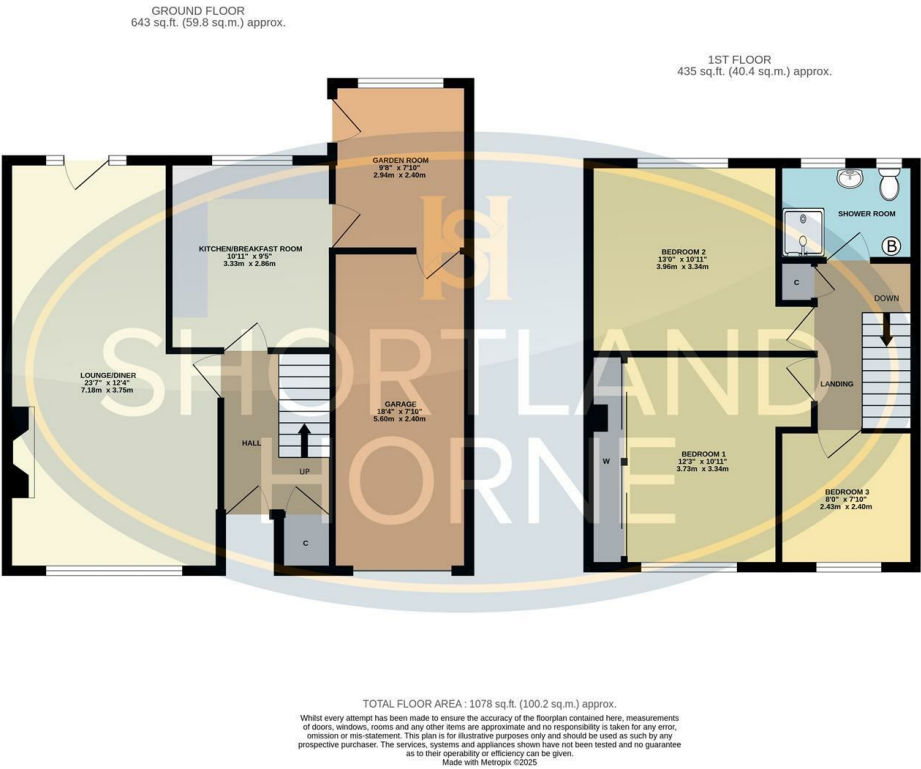 GROUND FLOOR
643 sq.ft. (59.8 sq.m.) approx.
1ST FLOOR
435 sq.ft. (40.4 sq.m.) approx.
GARDEN ROOM
9'8" x 7'10"
2.94m x 2.40m
KITCHEN/BREAKFAST ROOM
10'11" x 9'5"
3.33m x 2.86m
LOUNGE/DINER
23'7" x 12'4"
7.18m x 3.75m
GARAGE
18'4" x 7'10"
5.60m x 2.40m
HALL
UP
C
SHOWER ROOM
B
BEDROOM 2
13'0" x 10'11"
3.96m x 3.34m
C
DOWN
LANDING
W
BEDROOM 1
12'3" x 10'11"
3.73m x 3.34m
BEDROOM 3
8'0" x 7'10"
2.43m x 2.40m
SHORTLAND
HORNE
TOTAL FLOOR AREA : 1078 sq.ft. (100.2 sq.m.) approx.
Whilst every attempt has been made to ensure the accuracy of the floorplan contained here, measurements
of doors, windows, rooms and any other items are approximate and no responsibility is taken for any error,
omission or mis-statement. This plan is for illustrative purposes only and should be used as such by any
prospective purchaser. The services, systems and appliances shown have not been tested and no guarantee
as to their operability or efficiency can be given.
Made with Metropix ©2025